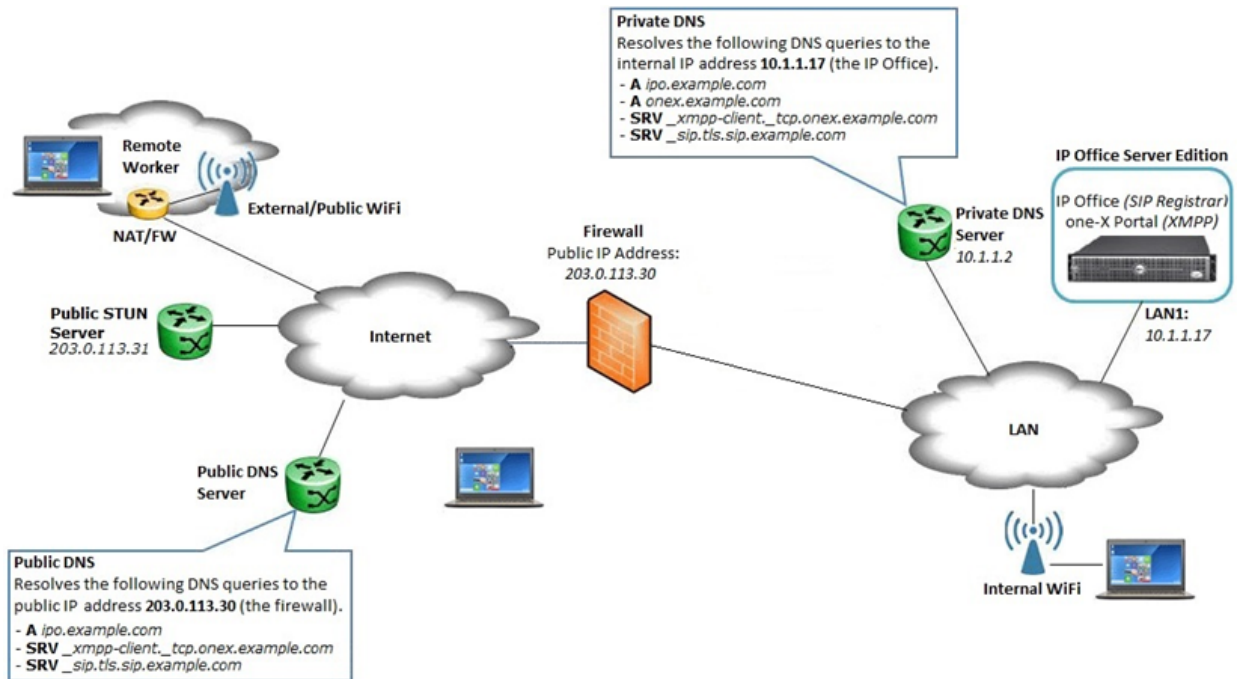 Private DNS
Resolves the following DNS queries to the
internal IP address 10.1.1.17 (the IP Office).
- A ipo.example.com
- A onex.example.com
- SRV _xmpp-client._tcp.onex.example.com
- SRV _sip.tls.sip.example.com
Remote
Worker
External/Public WiFi
NAT/FW
IP Office Server Edition
IP Office (SIP Registrar)
one-X Portal (XMPP)
Private DNS
Server
10.1.1.2
LAN1:
10.1.1.17
Firewall
Public IP Address:
203.0.113.30
Public STUN
Server
203.0.113.31
Internet
LAN
Public DNS
Server
Internal WiFi
Public DNS
Resolves the following DNS queries to the
public IP address 203.0.113.30 (the firewall).
- A ipo.example.com
- SRV _xmpp-client._tcp.onex.example.com
- SRV _sip.tls.sip.example.com